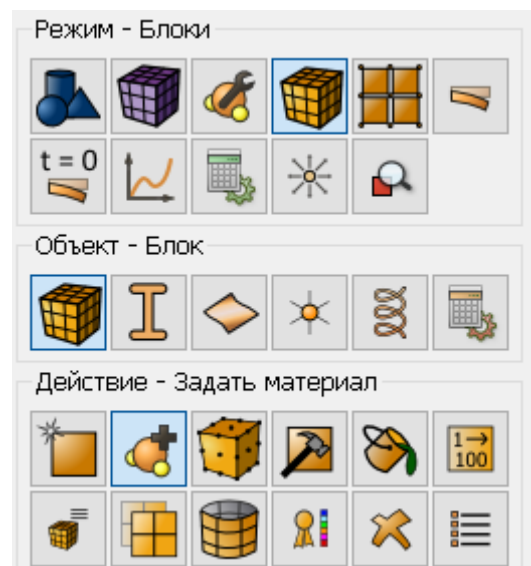 Режим - Блоки
t = 0
Объект - Блок
Действие - Задать материал
1→
100